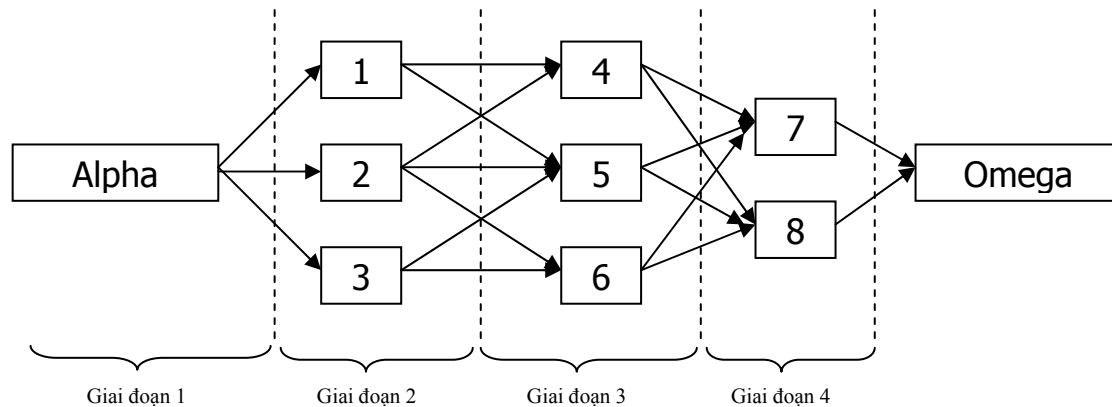 1
4
7
Alpha
2
5
Omega
8
3
6
Giai đoạn 1
Giai đoạn 2
Giai đoạn 3
Giai đoạn 4